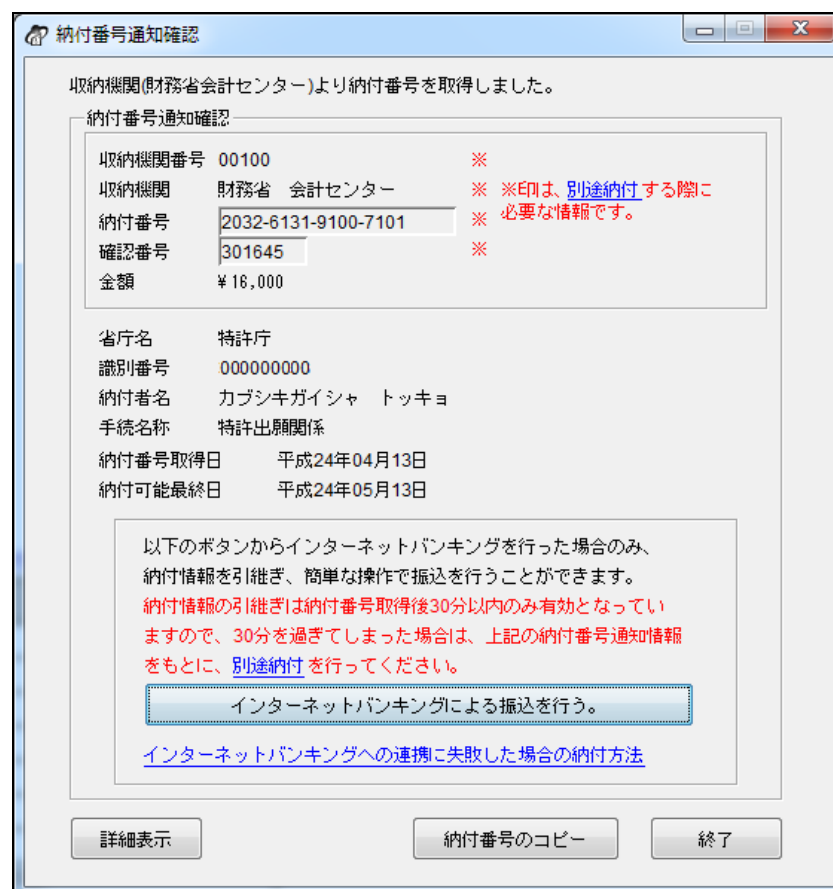 納付番号通知確認
収納機関(財務省会計センター)より納付番号を取得しました。
納付番号通知確認
収納機関番号 00100 ※
収納機関 財務省 会計センター ※ ※印は、別途納付する際に
必要な情報です。
納付番号 2032-6131-9100-7101 ※
確認番号 301645 ※
金額 ¥16,000
省庁名 特許庁
識別番号 000000000
納付者名 カブシキガイシャ トッキョ
手続名称 特許出願関係
納付番号取得日 平成24年04月13日
納付可能最終日 平成24年05月13日
以下のボタンからインターネットバンキングを行った場合のみ、
納付情報を引継ぎ、簡単な操作で振込を行うことができます。
納付情報の引継ぎは納付番号取得後30分以内のみ有効となってい
ますので、30分を過ぎてしまった場合は、上記の納付番号通知情報
をもとに、別途納付を行ってください。
インターネットバンキングによる振込を行う。
インターネットバンキングへの連携に失敗した場合の納付方法
詳細表示 納付番号のコピー 終了